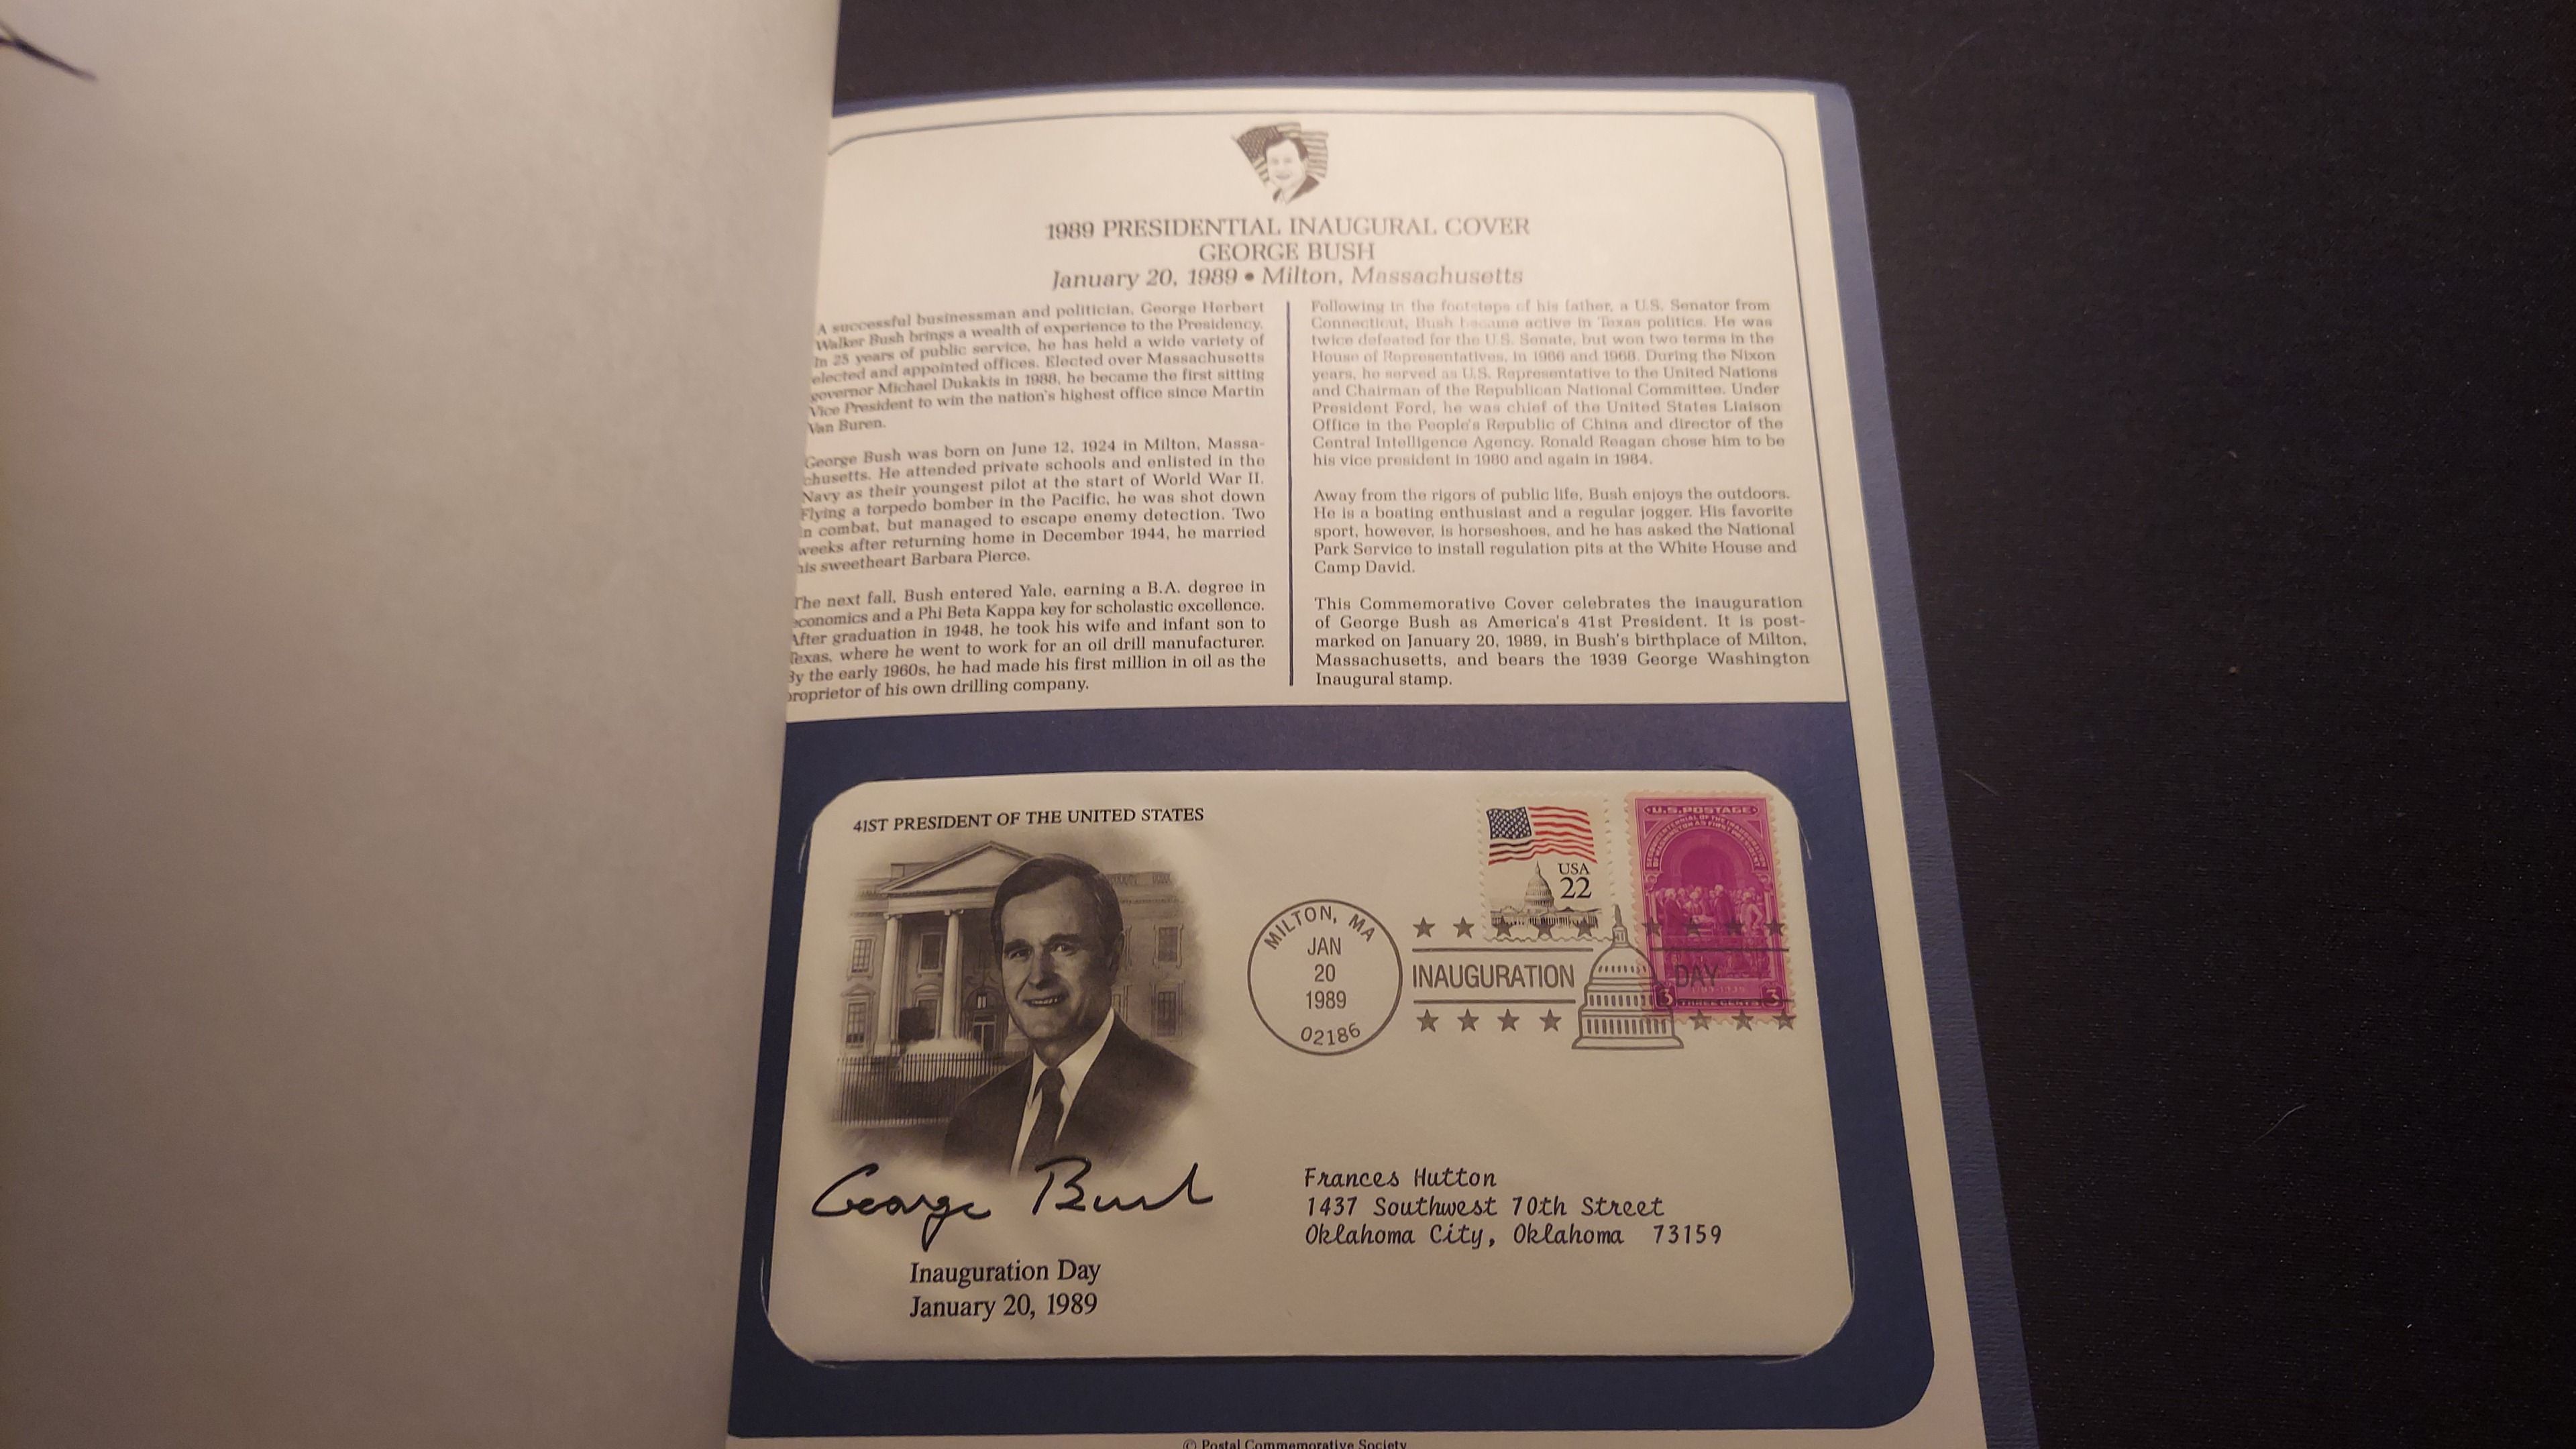 1989 PRESIDENTIAL INAUGURAL COVER
GEORGE BUSH
January 20, 1989 • Milton, Massachusetts
A successful businessman and politician, George Herbert
Walker Bush brings a wealth of experience to the Presidency.
In 25 years of public service, he has held a wide variety of
elected and appointed offices. Elected over Massachusetts
governor Michael Dukakis in 1988, he became the first sitting
Vice President to win the nation's highest office since Martin
Van Buren.
George Bush was born on June 12, 1924 in Milton, Massa-
chusetts. He attended private schools and enlisted in the
Navy as their youngest pilot at the start of World War II.
Flying a torpedo bomber in the Pacific, he was shot down
in combat, but managed to escape enemy detection. Two
weeks after returning home in December 1944, he married
his sweetheart Barbara Pierce.
The next fall, Bush entered Yale, earning a B.A. degree in
economics and a Phi Beta Kappa key for scholastic excellence.
After graduation in 1948, he took his wife and infant son to
Texas, where he went to work for an oil drill manufacturer.
By the early 1960s, he had made his first million in oil as the
proprietor of his own drilling company.
Following in the footsteps of his father, a U.S. Senator from
Connecticut, Bush became active in Texas politics. He was
twice defeated for the U.S. Senate, but won two terms in the
House of Representatives, in 1966 and 1968. During the Nixon
years, he served as U.S. Representative to the United Nations
and Chairman of the Republican National Committee. Under
President Ford, he was chief of the United States Liaison
Office in the People's Republic of China and director of the
Central Intelligence Agency. Ronald Reagan chose him to be
his vice president in 1980 and again in 1984.
Away from the rigors of public life, Bush enjoys the outdoors.
He is a boating enthusiast and a regular jogger. His favorite
sport, however, is horseshoes, and he has asked the National
Park Service to install regulation pits at the White House and
Camp David.
This Commemorative Cover celebrates the inauguration
of George Bush as America's 41st President. It is post-
marked on January 20, 1989, in Bush's birthplace of Milton,
Massachusetts, and bears the 1939 George Washington
Inaugural stamp.
41ST PRESIDENT OF THE UNITED STATES
George Bush
Inauguration Day
January 20, 1989
USA
22
U.S. POSTAGE
SESQUICENTENNIAL OF THE INAUGURATION
OF WASHINGTON AS FIRST PRESIDENT
1789-1939
3 THREE CENTS 3
MILTON, MA
JAN
20
1989
02186
INAUGURATION DAY
Frances Hutton
1437 Southwest 70th Street
Oklahoma City, Oklahoma 73159
© Postal Commemorative Society